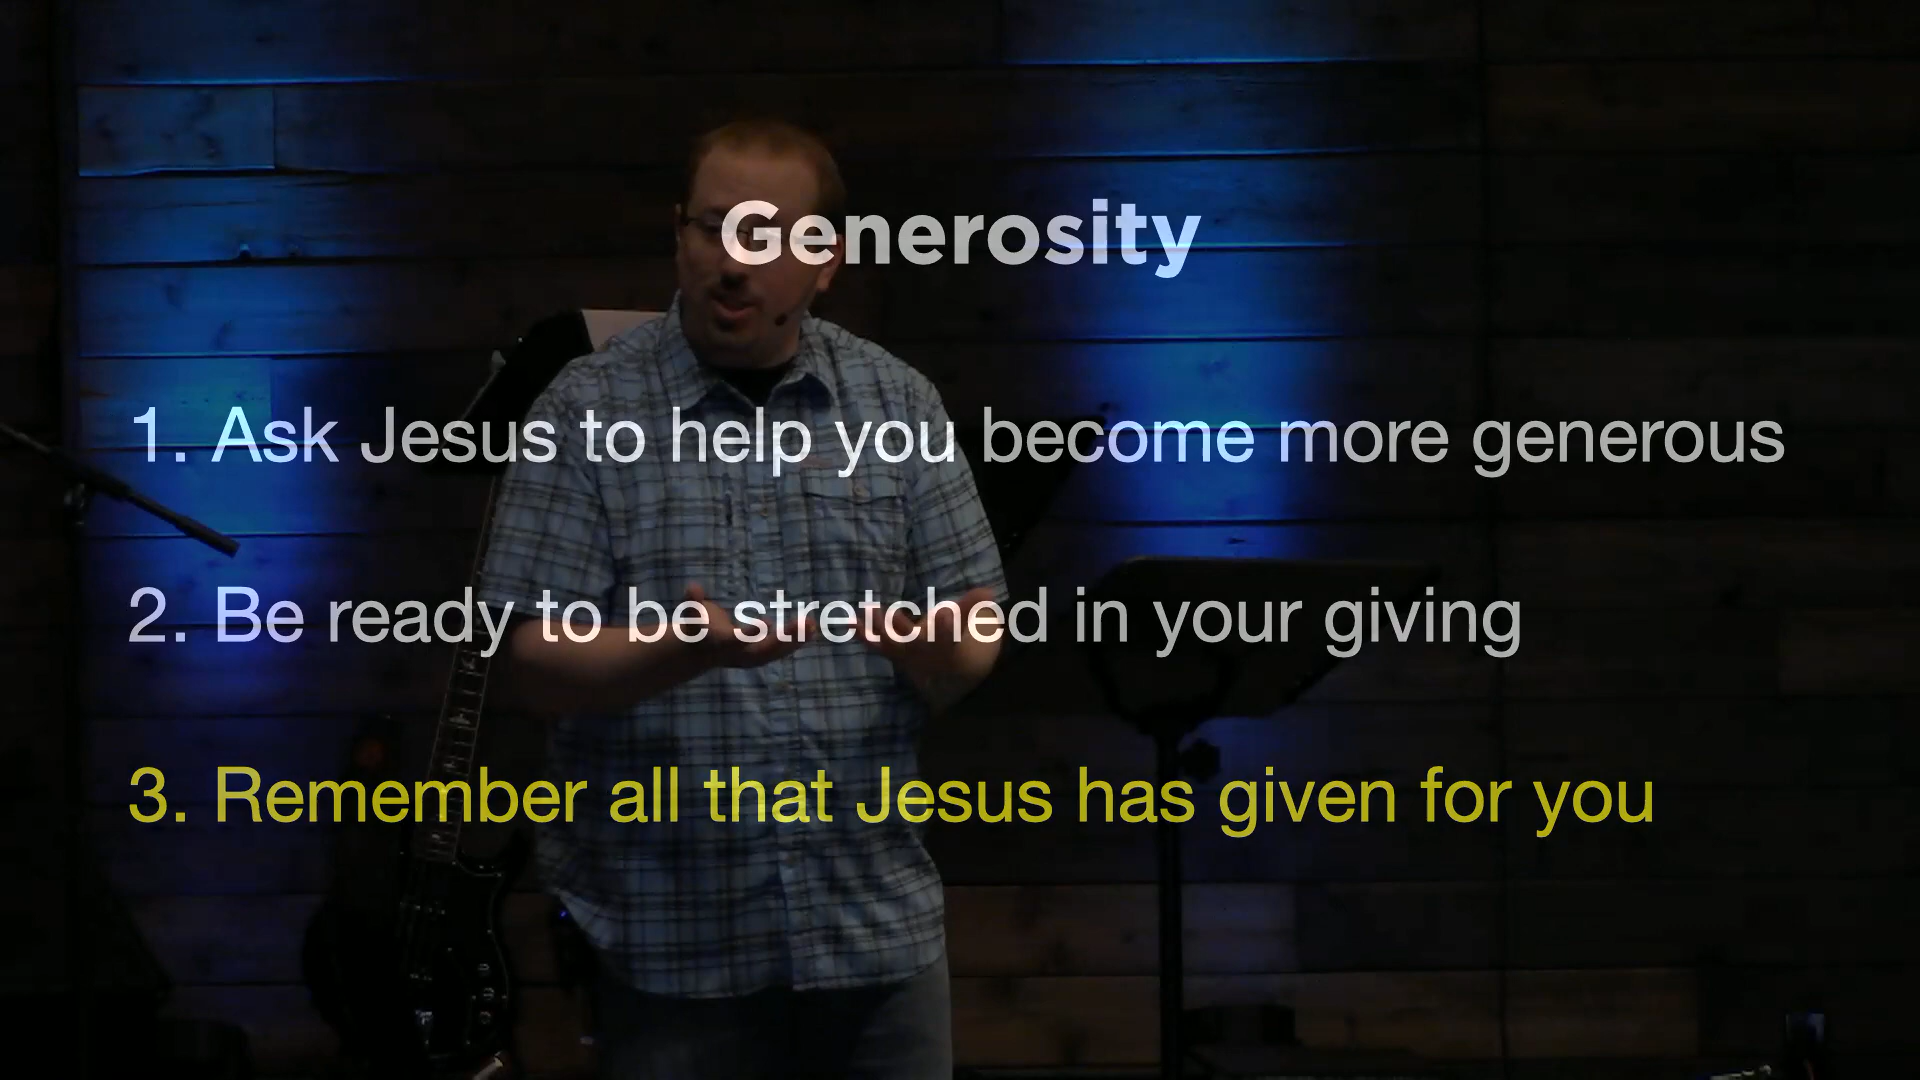 Generosity
1. Ask Jesus to help you become more generous
2. Be ready to be stretched in your giving
3. Remember all that Jesus has given for you